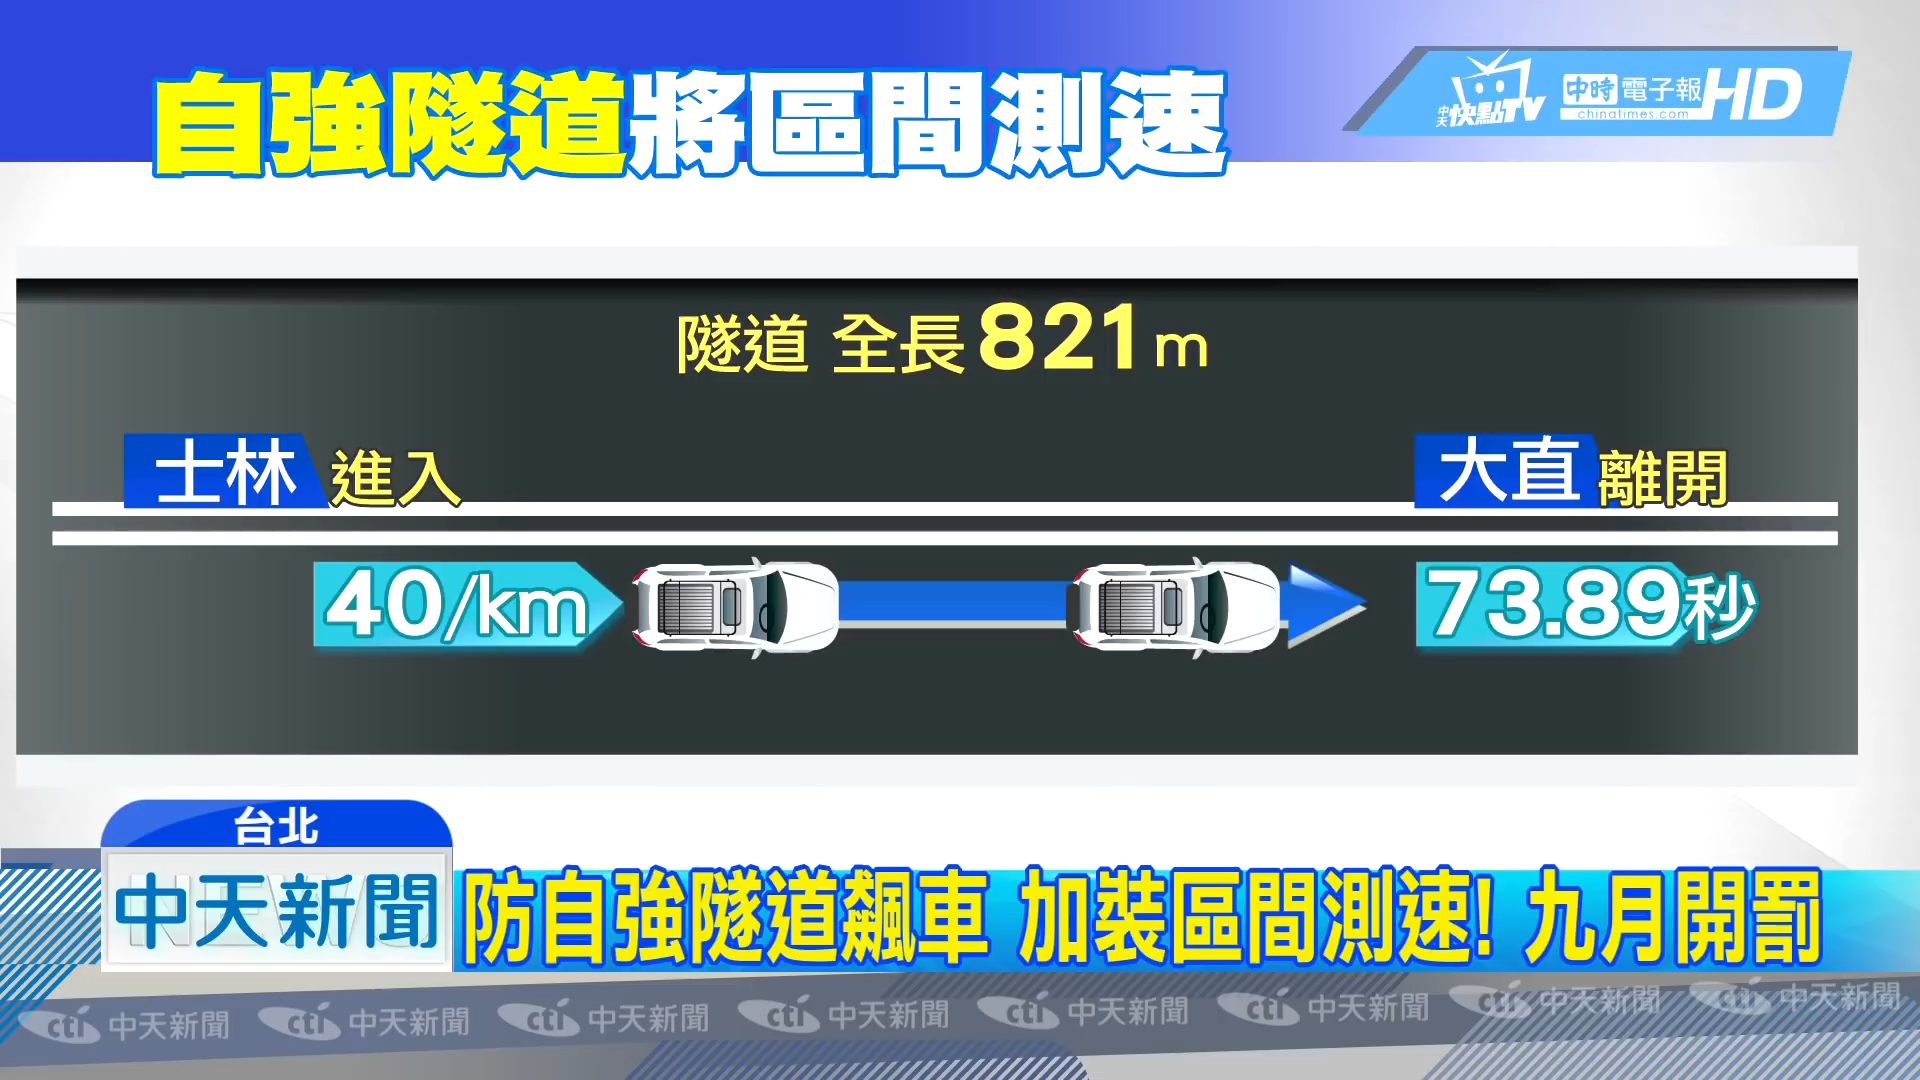 自強隧道將區間測速
中天快點TV
中時電子報HD
chinatimes.com
隧道 全長821m
士林 進入
大直 離開
40/km
73.89秒
台北
NEWS
中天新聞
防自強隧道飆車 加裝區間測速! 九月開罰
cti 中天新聞 cti 中天新聞 cti 中天新聞 cti 中天新聞 cti 中天新聞 cti 中天新聞 cti 中天新聞 cti 中天新聞